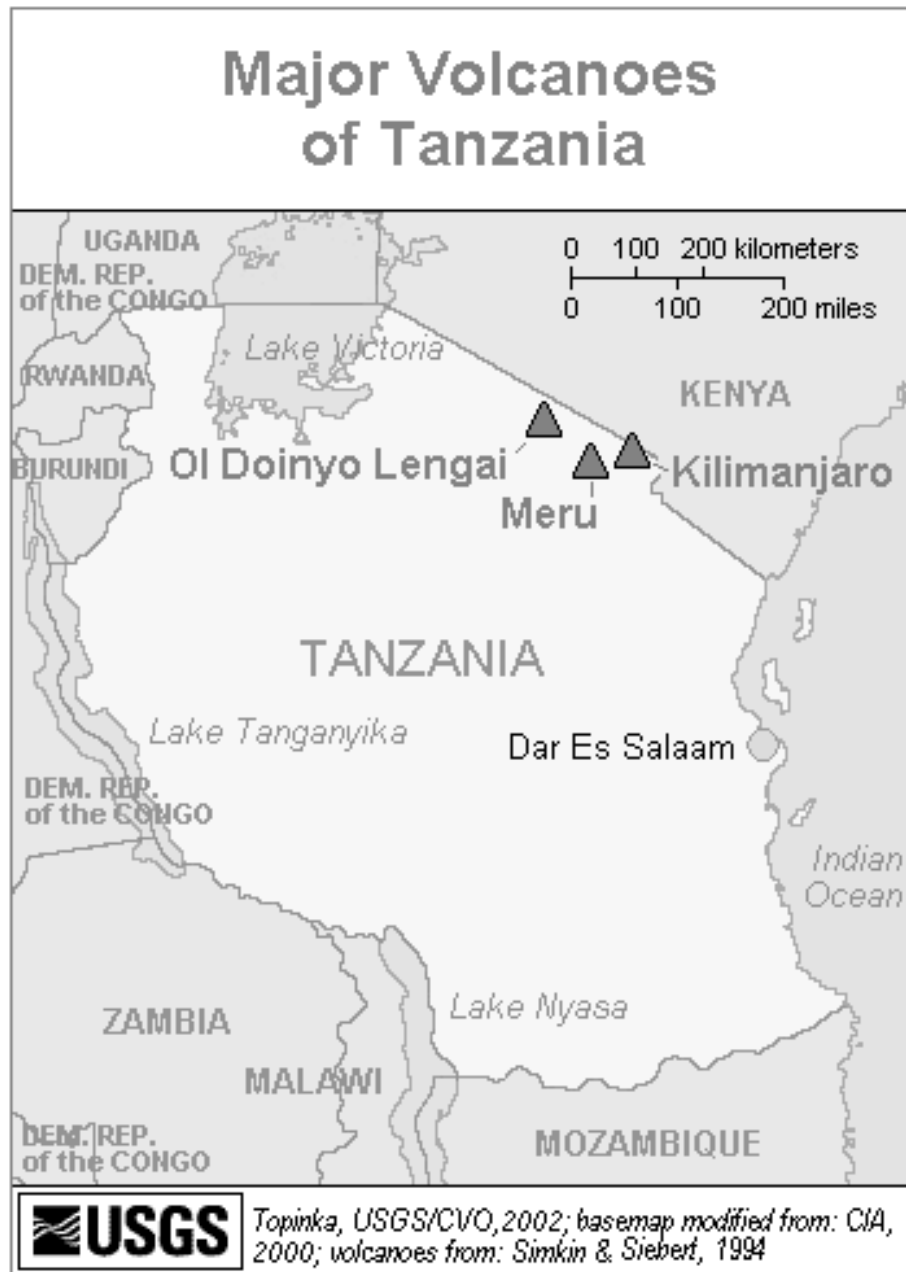 Major Volcanoes
of Tanzania
UGANDA
DEM. REP.
of the CONGO
0 100 200 kilometers
0 100 200 miles
Lake Victoria
RWANDA
KENYA
BURUNDI
Ol Doinyo Lengai
Kilimanjaro
Meru
TANZANIA
Lake Tanganyika
Dar Es Salaam
DEM. REP.
of the CONGO
Indian
Ocean
Lake Nyasa
ZAMBIA
MALAWI
DEM. REP.
of the CONGO
MOZAMBIQUE
USGS
Topinka, USGS/CVO,2002; basemap modified from: CIA,
2000; volcanoes from: Simkin & Siebert, 1994